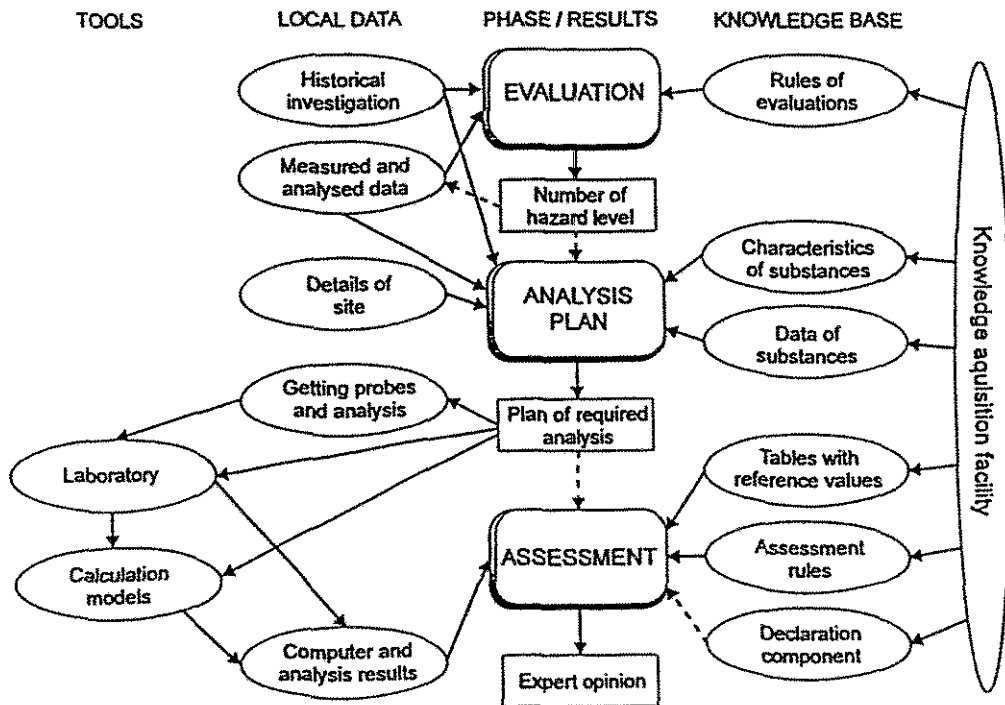 TOOLS
LOCAL DATA
PHASE / RESULTS
KNOWLEDGE BASE
Historical
investigation
EVALUATION
Rules of
evaluations
Measured and
analysed data
Number of
hazard level
Characteristics
of substances
Details of
site
ANALYSIS
PLAN
Data of
substances
Getting probes
and analysis
Plan of required
analysis
Laboratory
Tables with
reference values
Calculation
models
ASSESSMENT
Assessment
rules
Computer and
analysis results
Declaration
component
Expert opinion
Knowledge aquisition facility